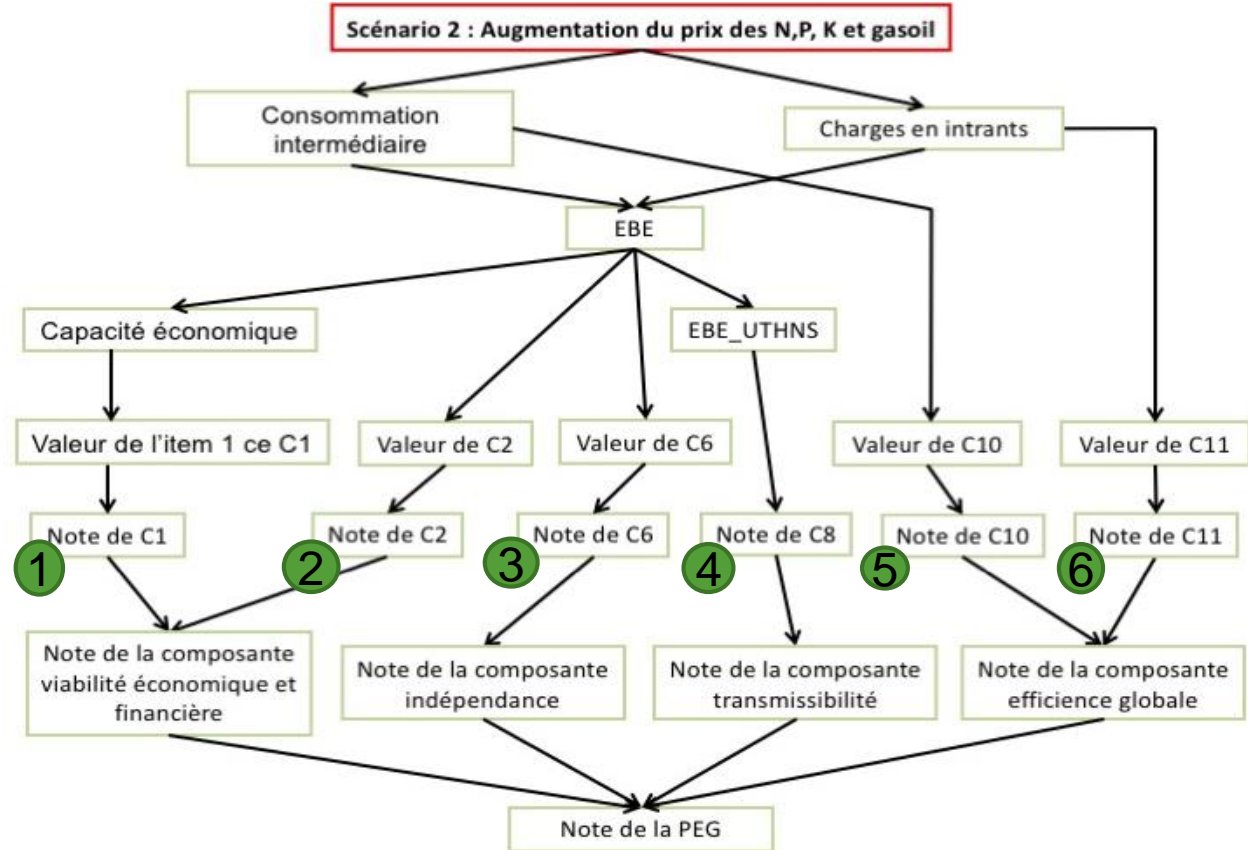 Scénario 2 : Augmentation du prix des N,P, K et gasoil
Consommation
intermédiaire
Charges en intrants
EBE
Capacité économique
EBE_UTHNS
Valeur de l'item 1 ce C1
Valeur de C2
Valeur de C6
Valeur de C10
Valeur de C11
Note de C1
Note de C2
Note de C6
Note de C8
Note de C10
Note de C11
1
2
3
4
5
6
Note de la composante
viabilité économique et
financière
Note de la composante
indépendance
Note de la composante
transmissibilité
Note de la composante
efficience globale
Note de la PEG